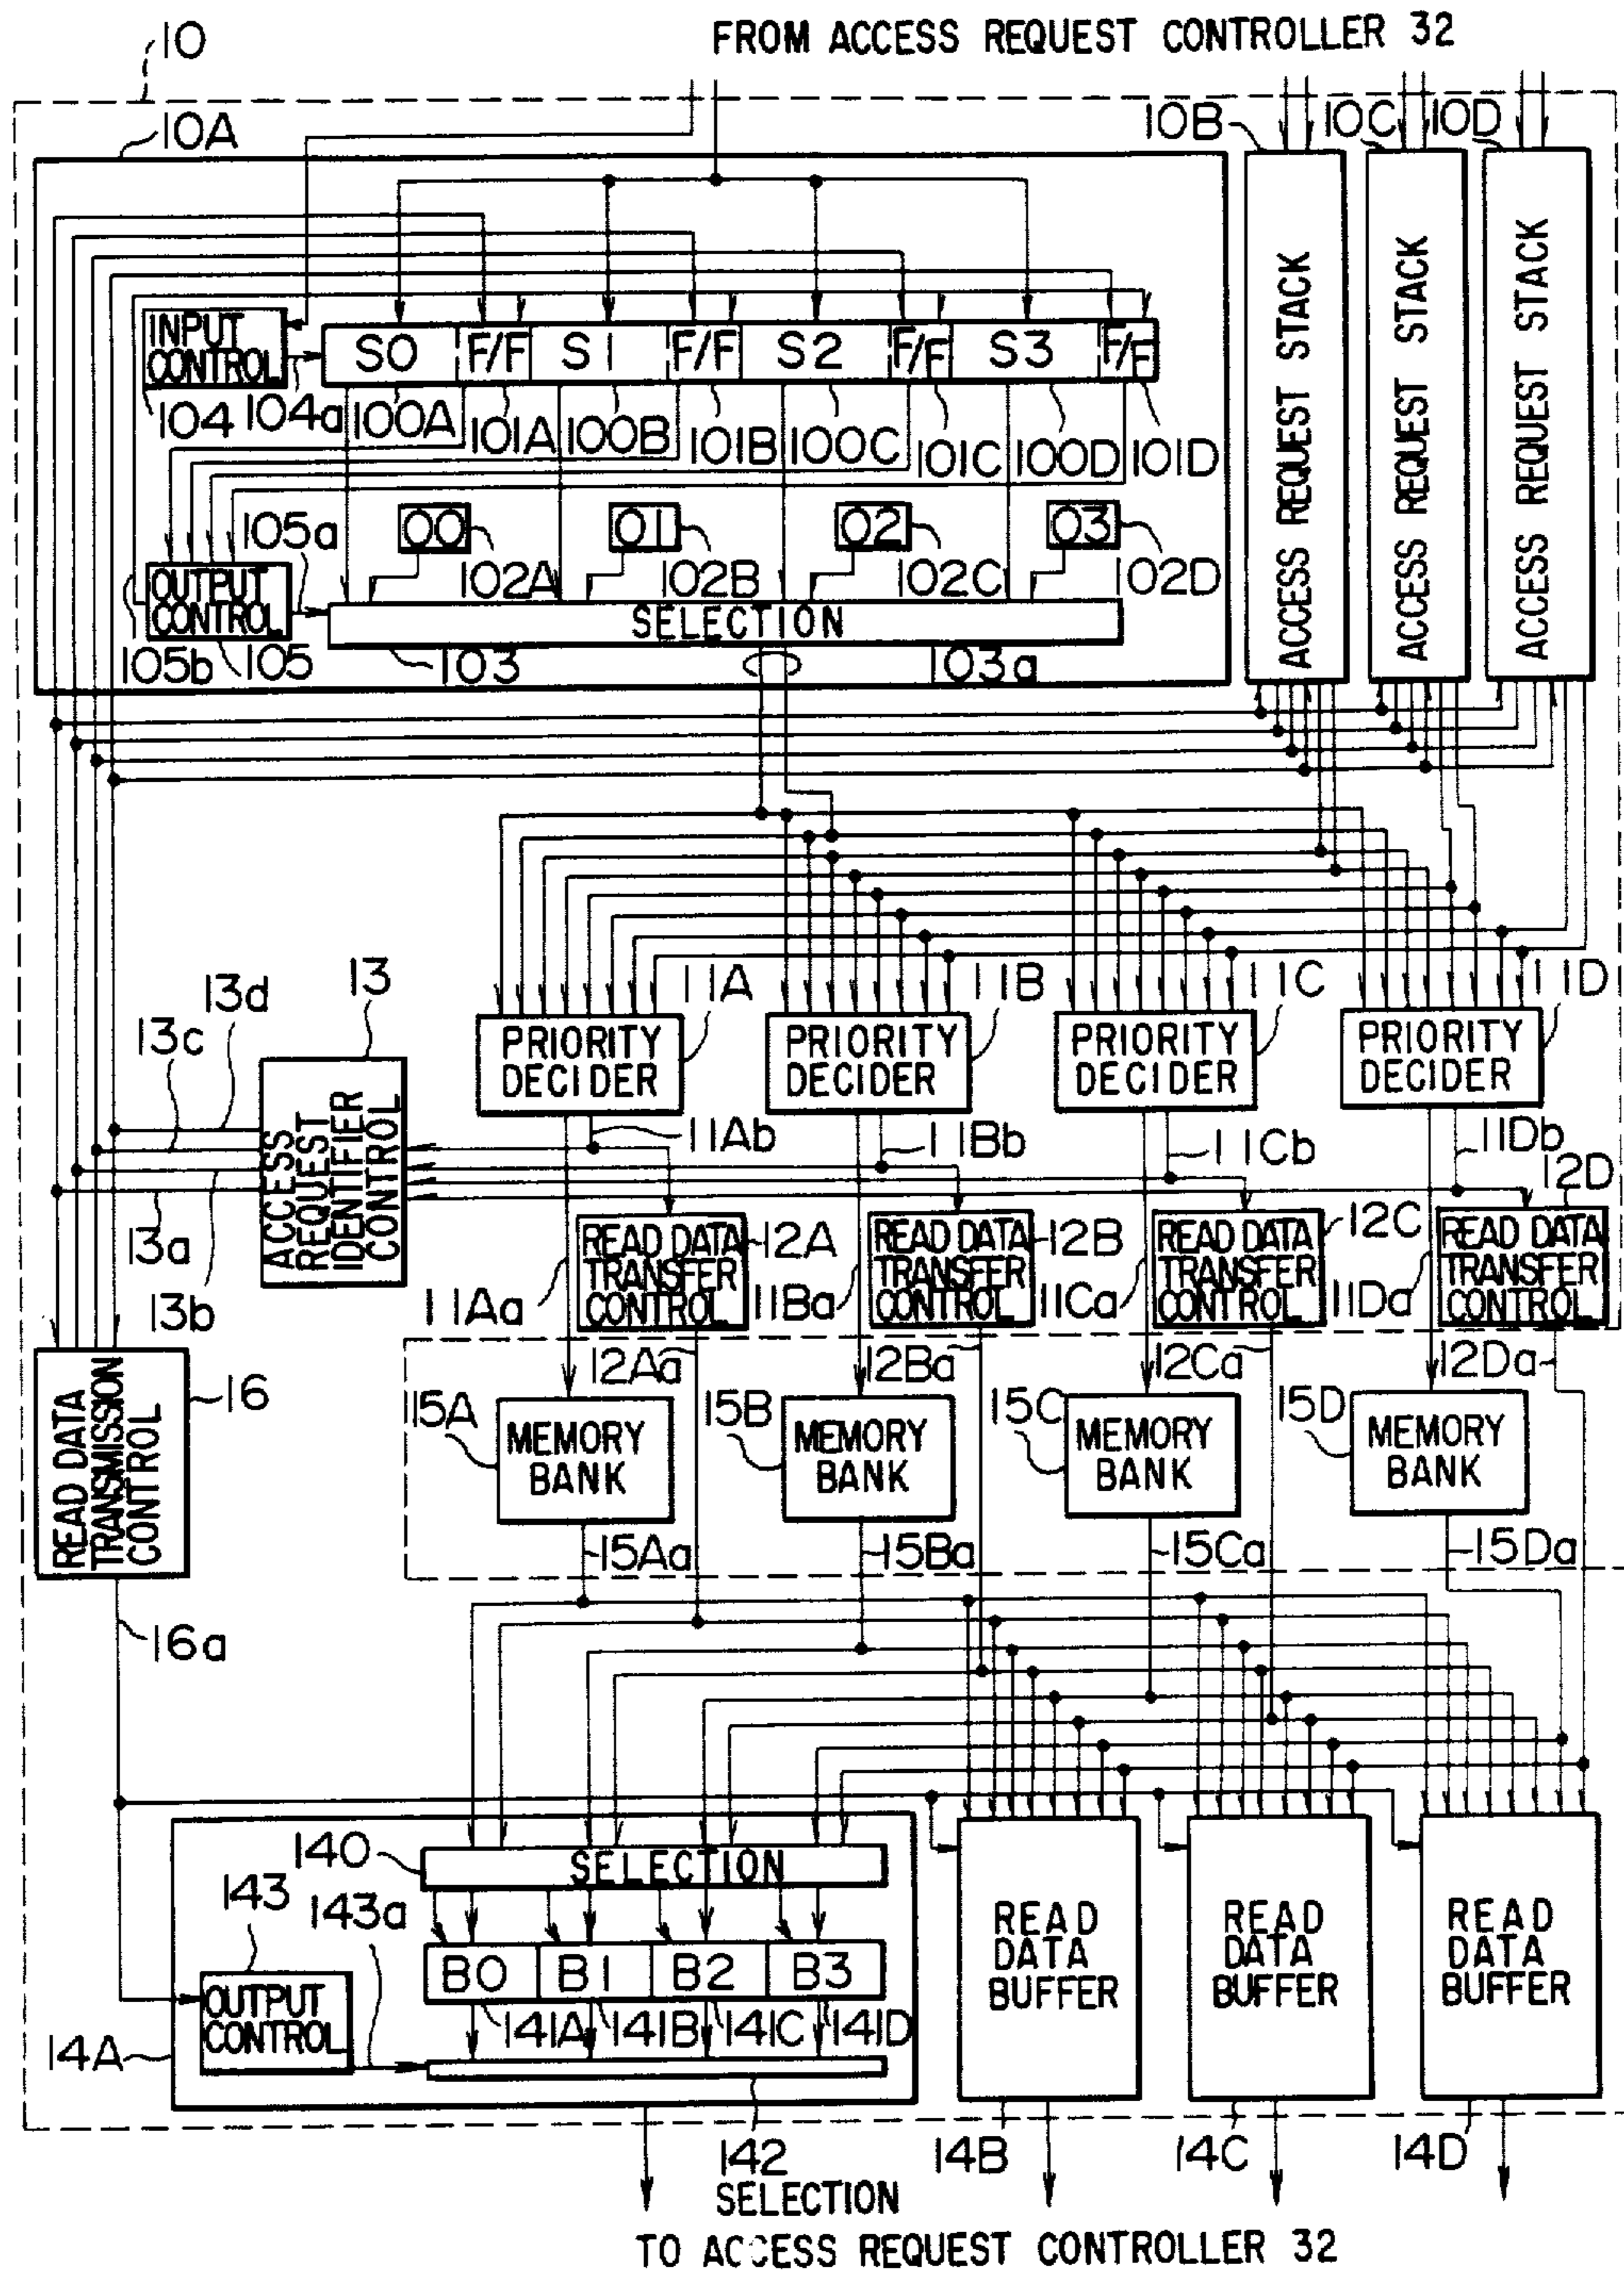 FROM ACCESS REQUEST CONTROLLER 32
10
10A
10B
10C
10D
ACCESS REQUEST STACK
ACCESS REQUEST STACK
ACCESS REQUEST STACK
INPUT
CONTROL
S0
F/F
S1
F/F
S2
F/F
S3
F/F
104
104a
100A
101A
100B
101B
100C
101C
100D
101D
105a
00
01
02
03
102A
102B
102C
102D
OUTPUT
CONTROL
SELECTION
105b
105
103
103a
13d
13
13c
11A
11B
11C
11D
PRIORITY
DECIDER
PRIORITY
DECIDER
PRIORITY
DECIDER
PRIORITY
DECIDER
ACCESS
REQUEST
IDENTIFIER
CONTROL
11Ab
11Bb
11Cb
11Db
13a
13b
READ DATA
TRANSFER
CONTROL
12A
READ DATA
TRANSFER
CONTROL
12B
READ DATA
TRANSFER
CONTROL
12C
READ DATA
TRANSFER
CONTROL
12D
11Aa
11Ba
11Ca
11Da
12Aa
12Ba
12Ca
12Da
READ DATA
TRANSMISSION
CONTROL
16
15A
MEMORY
BANK
15B
MEMORY
BANK
15C
MEMORY
BANK
15D
MEMORY
BANK
15Aa
15Ba
15Ca
15Da
16a
140
SELECTION
143
143a
B0
B1
B2
B3
OUTPUT
CONTROL
141A
141B
141C
141D
READ
DATA
BUFFER
READ
DATA
BUFFER
READ
DATA
BUFFER
14A
142
SELECTION
14B
14C
14D
TO ACCESS REQUEST CONTROLLER 32